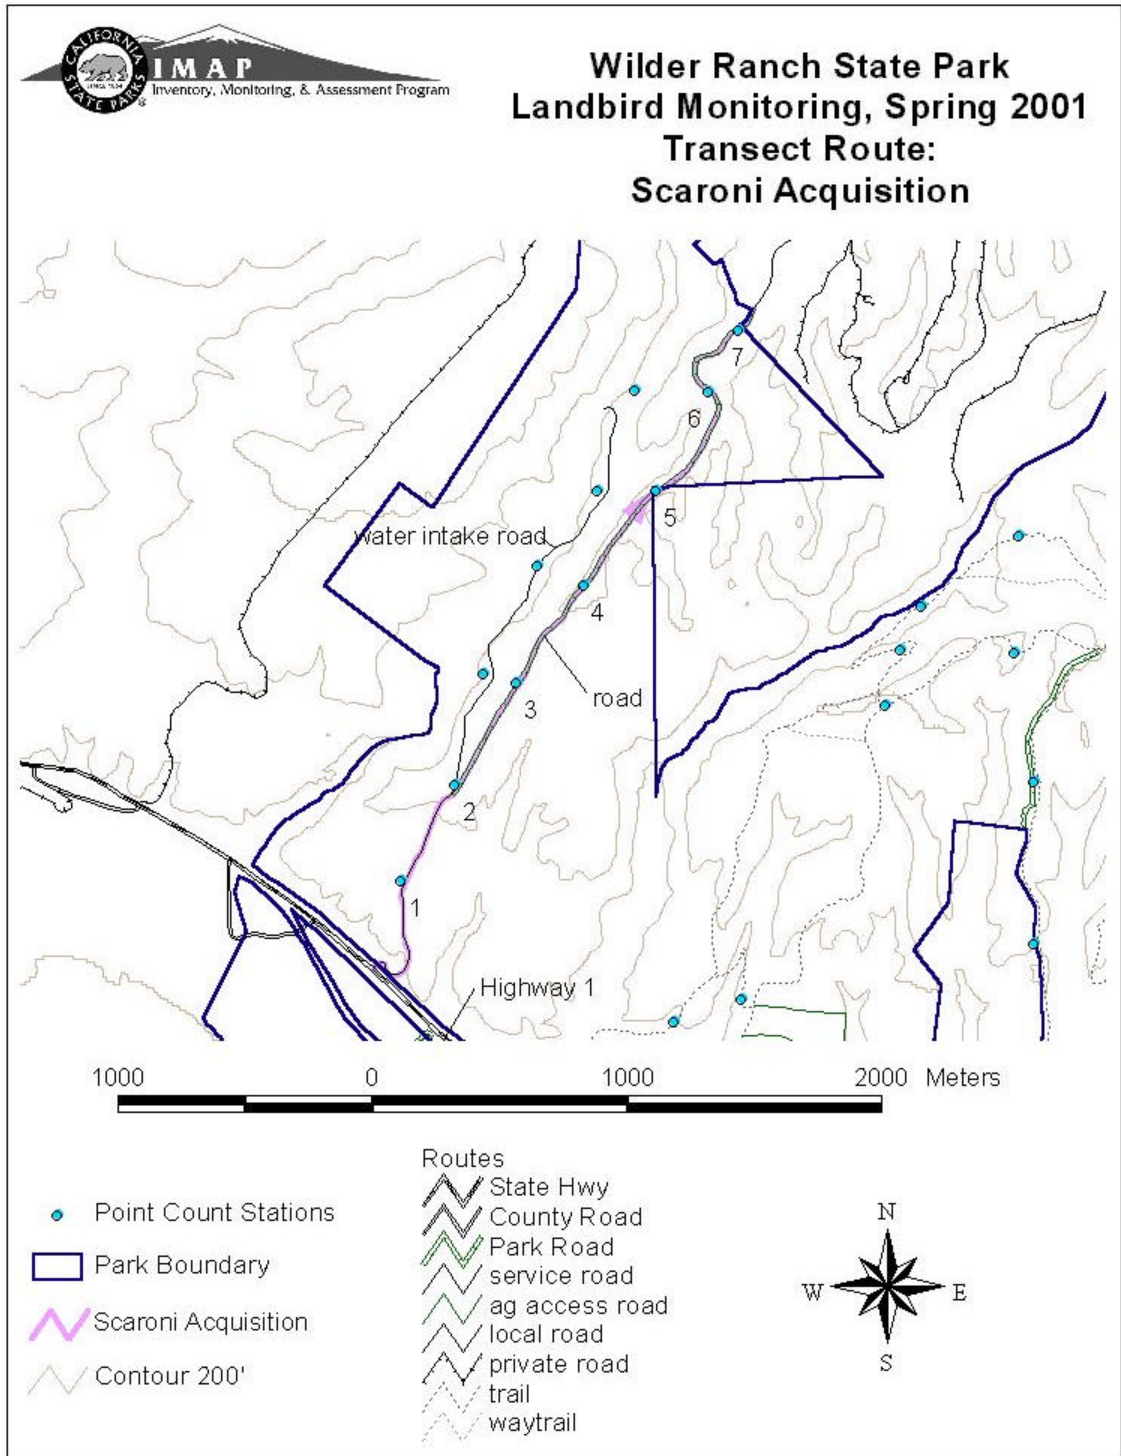 CALIFORNIA
STATE PARKS
SINCE 1864
®
IMAP
Inventory, Monitoring, & Assessment Program
Wilder Ranch State Park
Landbird Monitoring, Spring 2001
Transect Route:
Scaroni Acquisition
7
6
5
water intake road
4
road
3
2
1
Highway 1
1000 0 1000 2000 Meters
Point Count Stations
Park Boundary
Scaroni Acquisition
Contour 200'
Routes
State Hwy
County Road
Park Road
service road
ag access road
local road
private road
trail
waytrail
N
W E
S